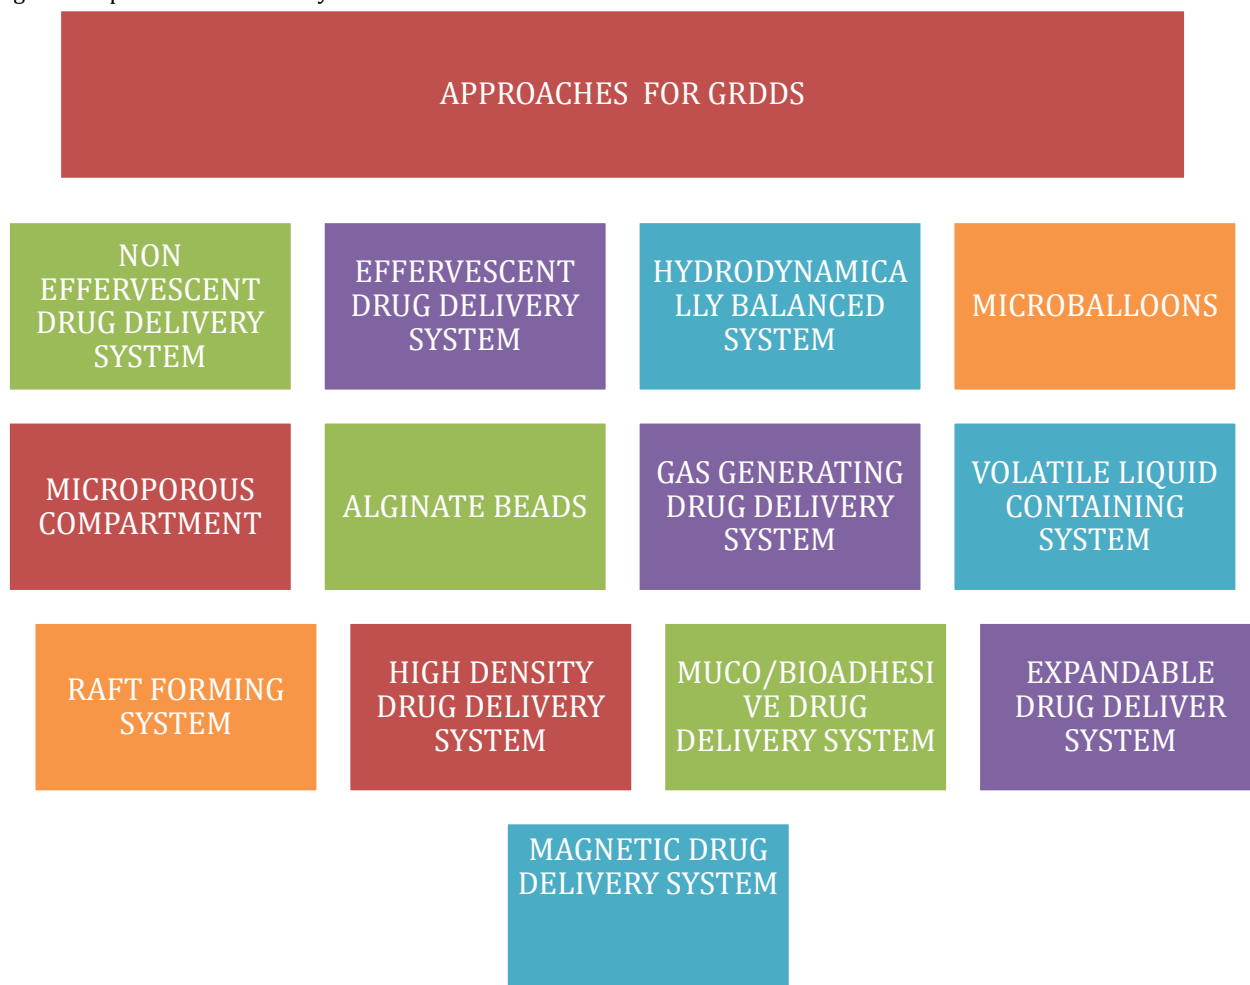 APPROACHES FOR GRDDS
NON
EFFERVESCENT
DRUG DELIVERY
SYSTEM
EFFERVESCENT
DRUG DELIVERY
SYSTEM
HYDRODYNAMICA
LLY BALANCED
SYSTEM
MICROBALLOONS
MICROPOROUS
COMPARTMENT
ALGINATE BEADS
GAS GENERATING
DRUG DELIVERY
SYSTEM
VOLATILE LIQUID
CONTAINING
SYSTEM
RAFT FORMING
SYSTEM
HIGH DENSITY
DRUG DELIVERY
SYSTEM
MUCO/BIOADHESI
VE DRUG
DELIVERY SYSTEM
EXPANDABLE
DRUG DELIVER
SYSTEM
MAGNETIC DRUG
DELIVERY SYSTEM